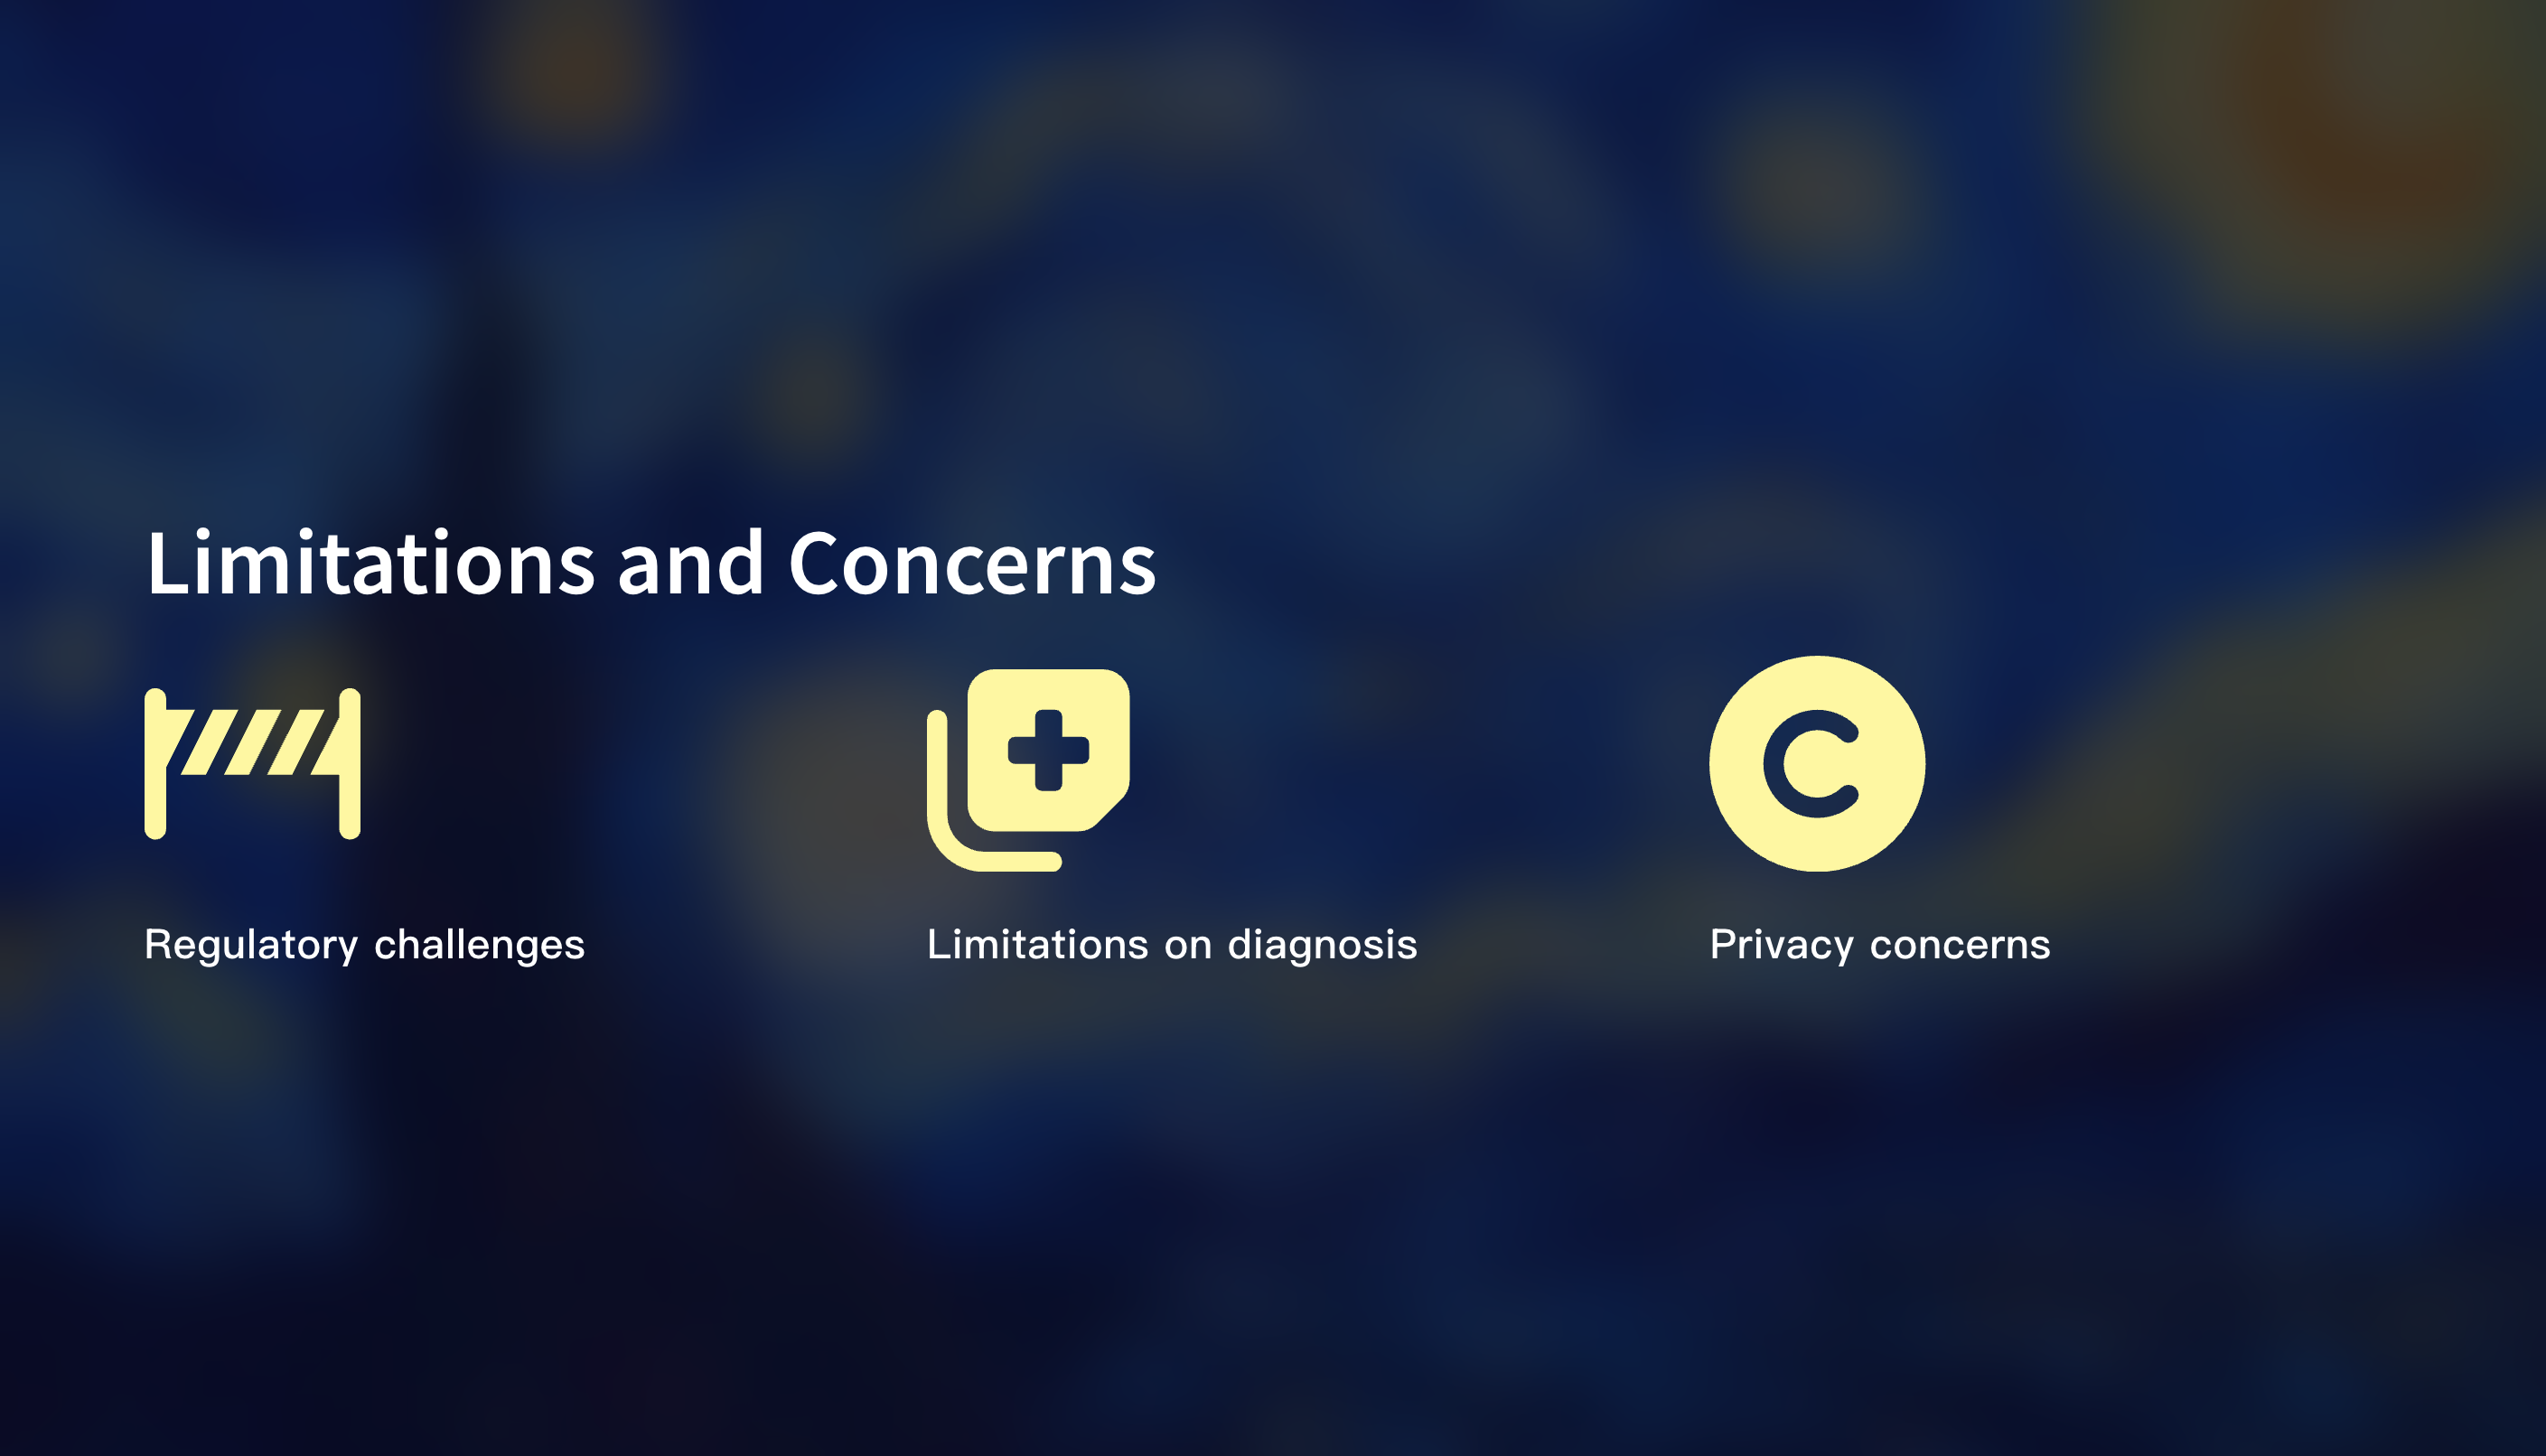 Limitations and Concerns
Regulatory challenges
Limitations on diagnosis
Privacy concerns